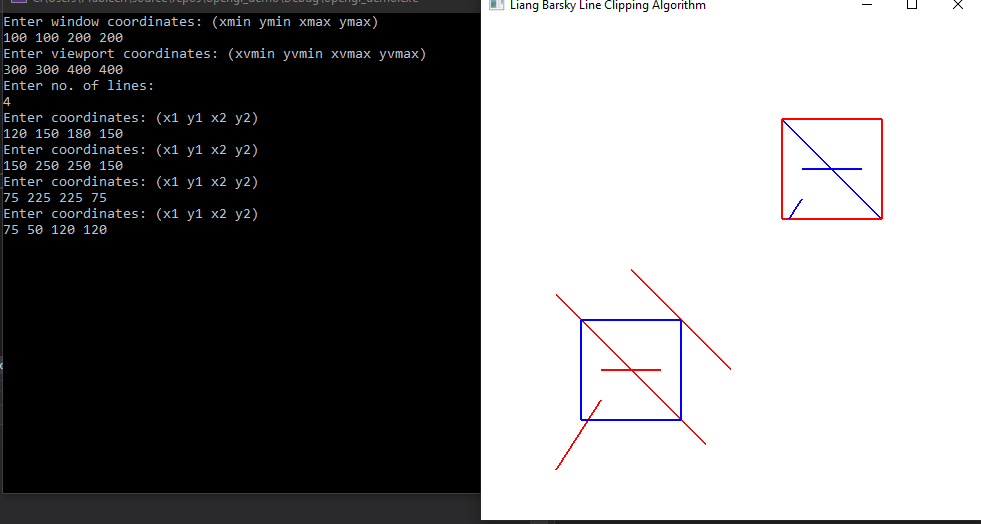 Liang Barsky Line Clipping Algorithm
Enter window coordinates: (xmin ymin xmax ymax)
100 100 200 200
Enter viewport coordinates: (xvmin yvmin xvmax yvmax)
300 300 400 400
Enter no. of lines:
4
Enter coordinates: (x1 y1 x2 y2)
120 150 180 150
Enter coordinates: (x1 y1 x2 y2)
150 250 250 150
Enter coordinates: (x1 y1 x2 y2)
75 225 225 75
Enter coordinates: (x1 y1 x2 y2)
75 50 120 120